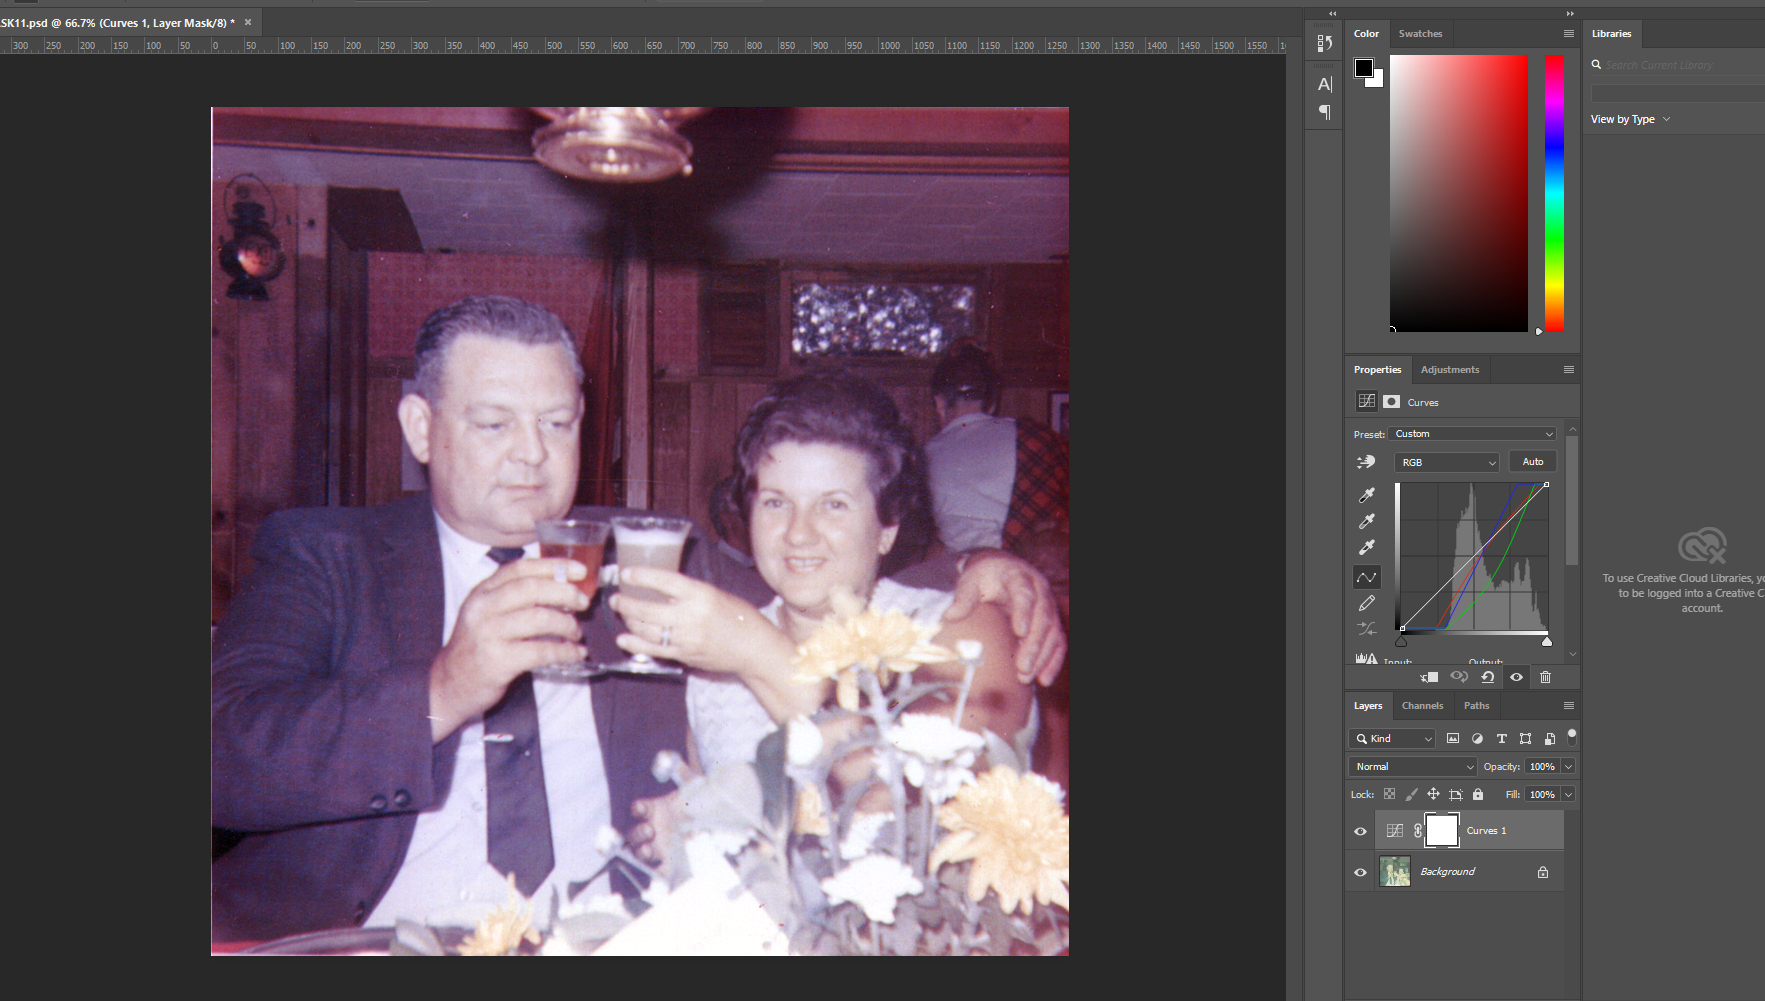 SK11.psd @ 66.7% (Curves 1, Layer Mask/8) * ×
300 250 200 150 100 50 0 50 100 150 200 250 300 350 400 450 500 550 600 650 700 750 800 850 900 950 1000 1050 1100 1150 1200 1250 1300 1350 1400 1450 1500 1550
Color Swatches
Libraries
Search Current Library
View by Type
To use Creative Cloud Libraries,
to be logged into a Creative C
account.
Properties Adjustments
Curves
Preset: Custom
RGB Auto
Input: Output:
Layers Channels Paths
Kind
Normal Opacity: 100%
Lock: Fill: 100%
Curves 1
Background